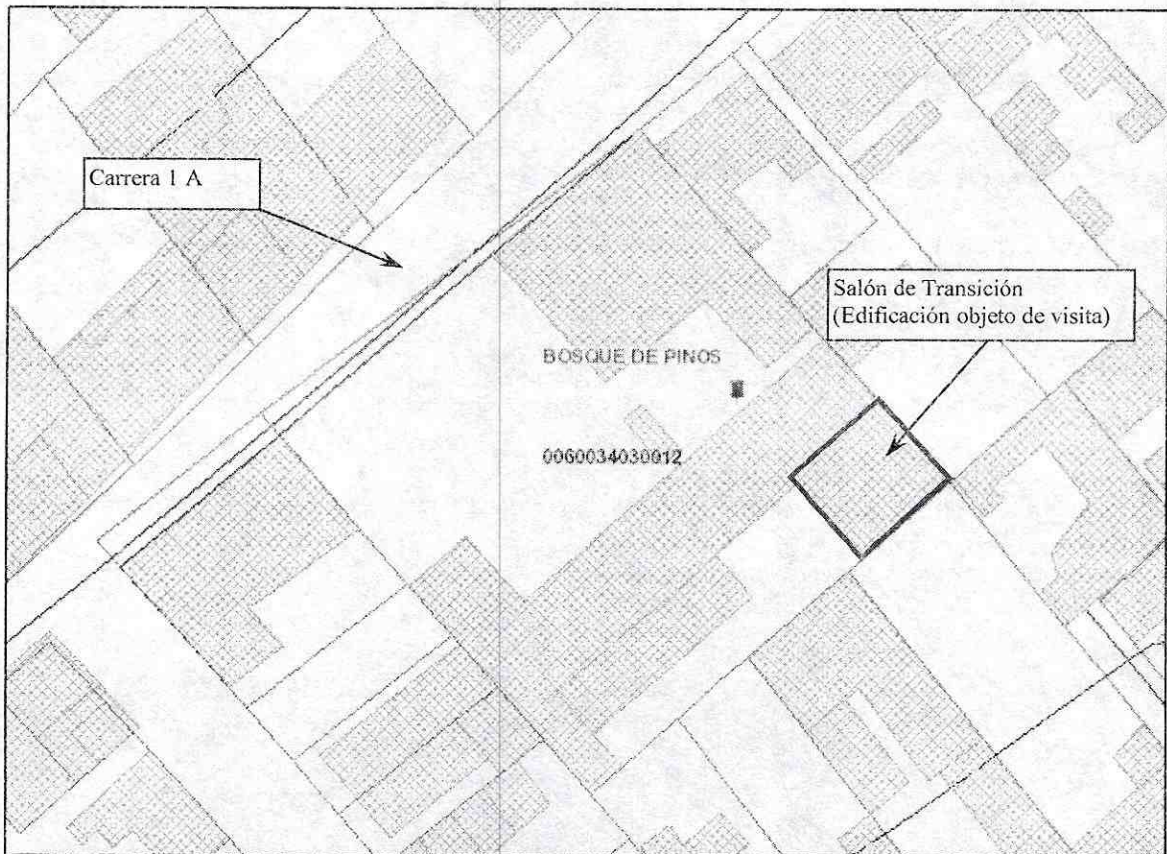 Carrera 1 A
Salón de Transición
(Edificación objeto de visita)
BOSQUE DE PINOS
0060034030012